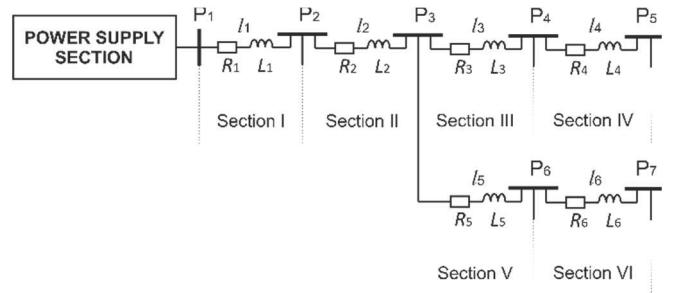 POWER SUPPLY
SECTION
P1 l1 P2 l2 P3 l3 P4 l4 P5
R1 L1 R2 L2 R3 L3 R4 L4
Section I Section II Section III Section IV
l5 P6 l6 P7
R5 L5 R6 L6
Section V Section VI